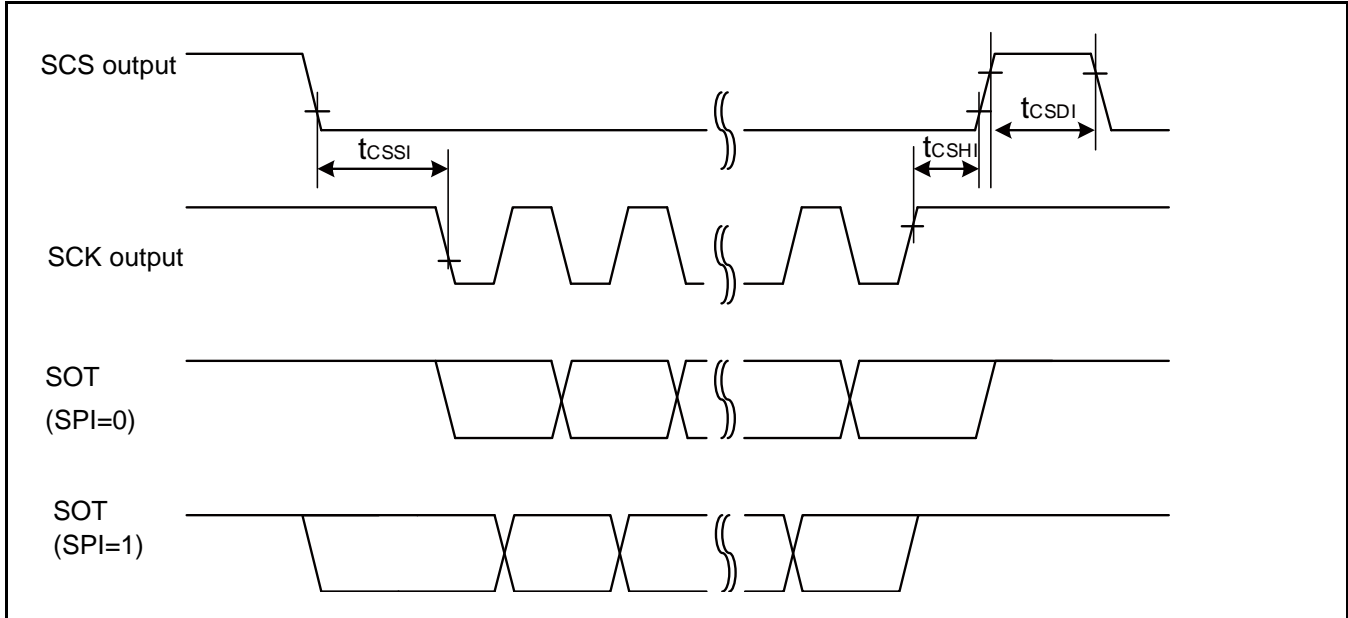 SCS output
tCSDI
tCSSI
tCSHI
SCK output
SOT
(SPI=0)
SOT
(SPI=1)